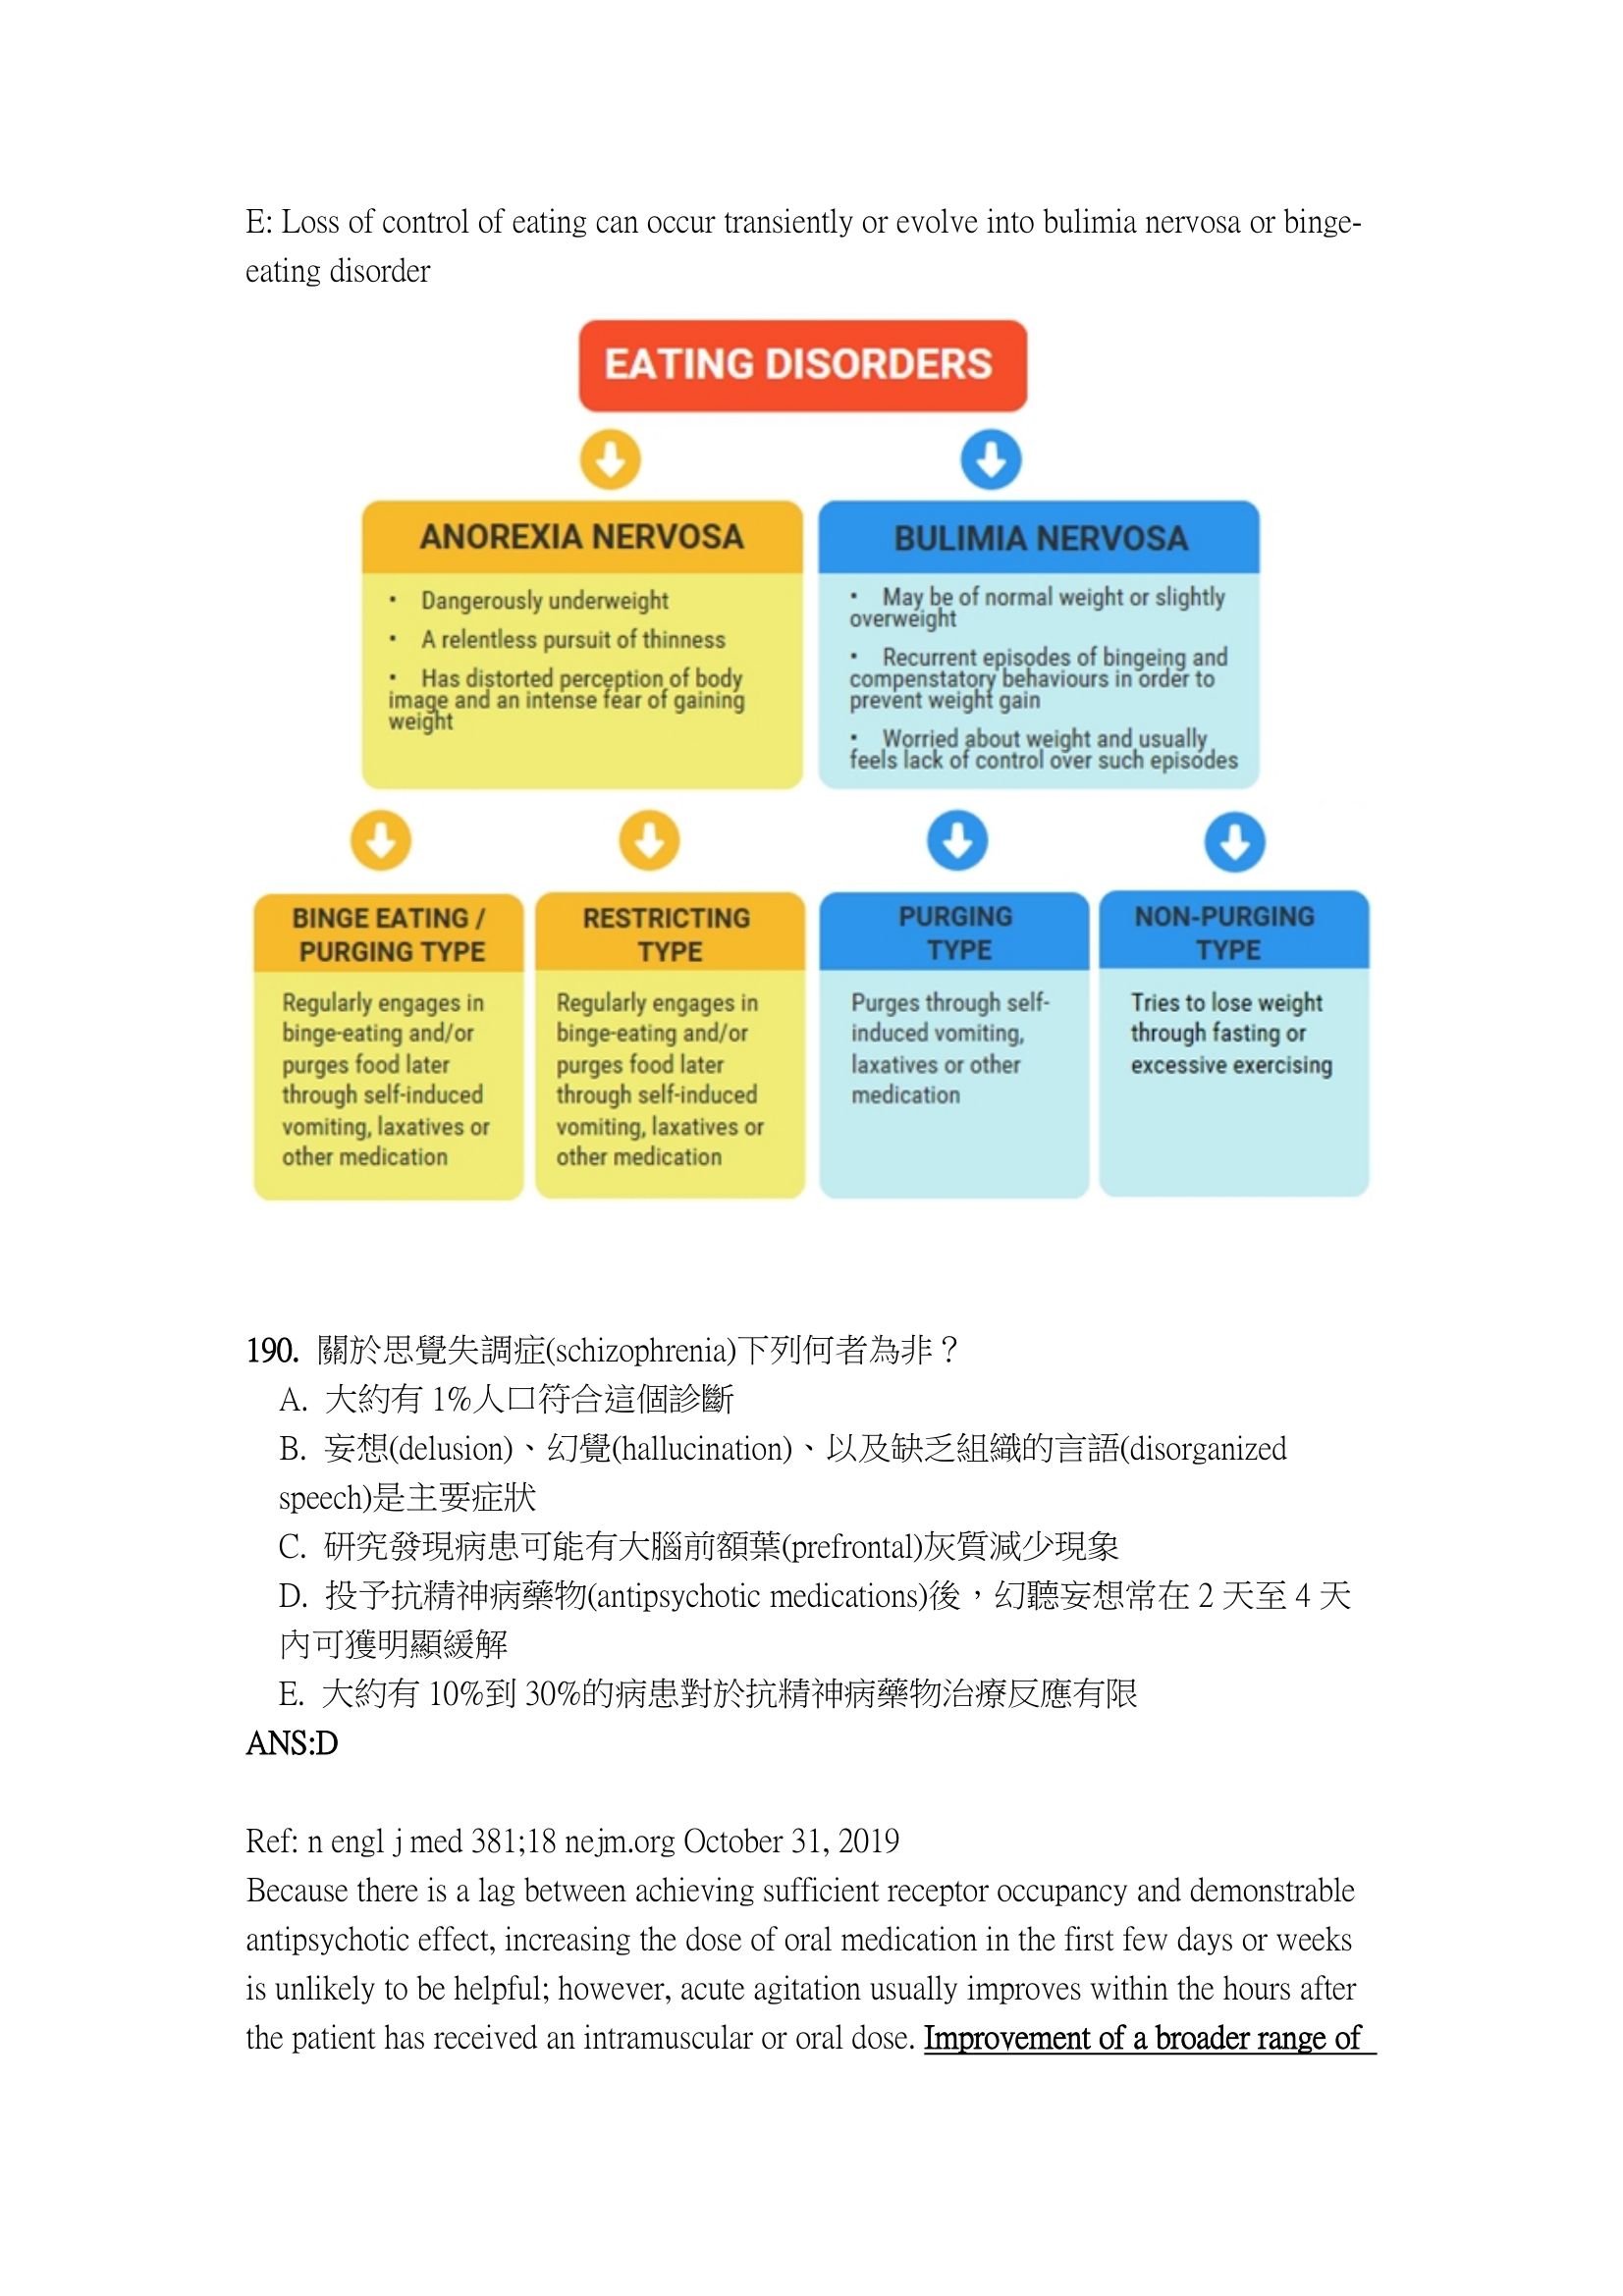 E: Loss of control of eating can occur transiently or evolve into bulimia nervosa or binge-
eating disorder
EATING DISORDERS
ANOREXIA NERVOSA
• Dangerously underweight
• A relentless pursuit of thinness
• Has distorted perception of body
image and an intense fear of gaining
weight
BULIMIA NERVOSA
• May be of normal weight or slightly
overweight
• Recurrent episodes of bingeing and
compenstatory behaviours in order to
prevent weight gain
• Worried about weight and usually
feels lack of control over such episodes
BINGE EATING /
PURGING TYPE
Regularly engages in
binge-eating and/or
purges food later
through self-induced
vomiting, laxatives or
other medication
RESTRICTING
TYPE
Regularly engages in
binge-eating and/or
purges food later
through self-induced
vomiting, laxatives or
other medication
PURGING
TYPE
Purges through self-
induced vomiting,
laxatives or other
medication
NON-PURGING
TYPE
Tries to lose weight
through fasting or
excessive exercising
190. 關於思覺失調症(schizophrenia)下列何者為非？
A. 大約有 1%人口符合這個診斷
B. 妄想(delusion)、幻覺(hallucination)、以及缺乏組織的言語(disorganized
speech)是主要症狀
C. 研究發現病患可能有大腦前額葉(prefrontal)灰質減少現象
D. 投予抗精神病藥物(antipsychotic medications)後，幻聽妄想常在 2 天至 4 天
內可獲明顯緩解
E. 大約有 10%到 30%的病患對於抗精神病藥物治療反應有限
ANS:D
Ref: n engl j med 381;18 nejm.org October 31, 2019
Because there is a lag between achieving sufficient receptor occupancy and demonstrable
antipsychotic effect, increasing the dose of oral medication in the first few days or weeks
is unlikely to be helpful; however, acute agitation usually improves within the hours after
the patient has received an intramuscular or oral dose. Improvement of a broader range of